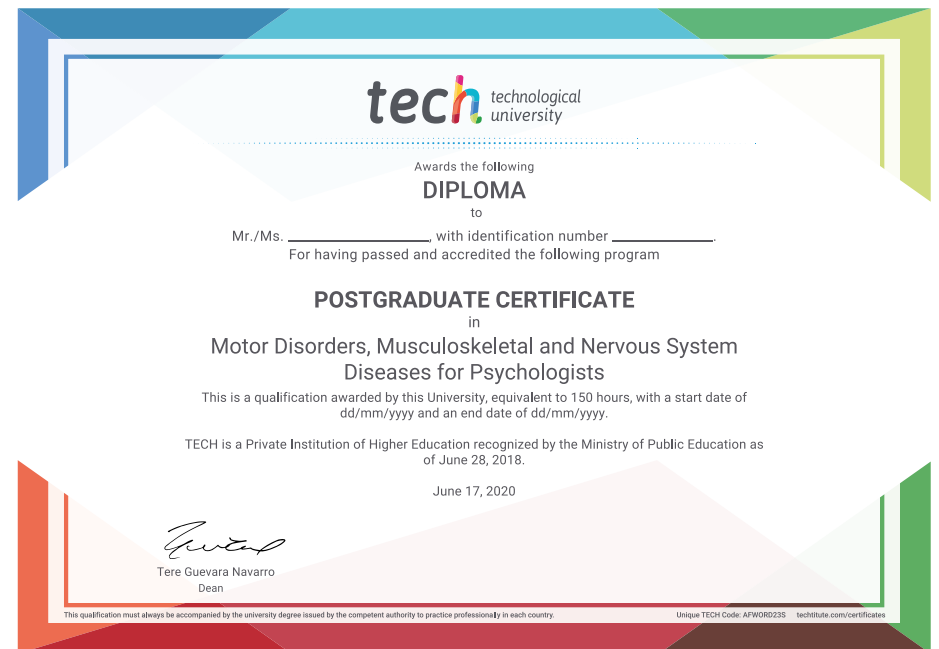 tech technological
university
Awards the following
DIPLOMA
to
Mr./Ms. ____________________, with identification number ______________.
For having passed and accredited the following program
POSTGRADUATE CERTIFICATE
in
Motor Disorders, Musculoskeletal and Nervous System
Diseases for Psychologists
This is a qualification awarded by this University, equivalent to 150 hours, with a start date of
dd/mm/yyyy and an end date of dd/mm/yyyy.
TECH is a Private Institution of Higher Education recognized by the Ministry of Public Education as
of June 28, 2018.
June 17, 2020
Tere Guevara Navarro
Dean
This qualification must always be accompanied by the university degree issued by the competent authority to practice professionally in each country.
Unique TECH Code: AFWORD23S techtitute.com/certificates